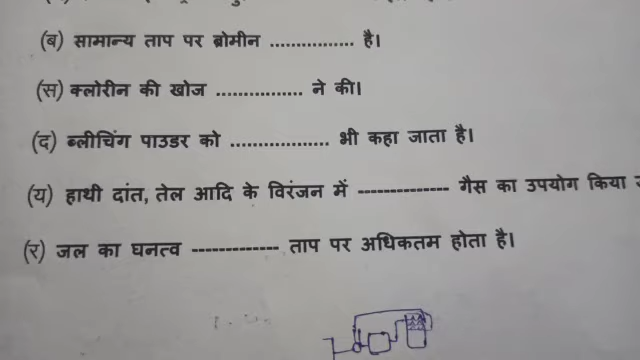 (ब) सामान्य ताप पर ब्रोमीन ................ है।
(स) क्लोरीन की खोज ................ ने की।
(द) ब्लीचिंग पाउडर को .................. भी कहा जाता है।
(य) हाथी दांत, तेल आदि के विरंजन में -------------- गैस का उपयोग किया
(र) जल का घनत्व ------------- ताप पर अधिकतम होता है।